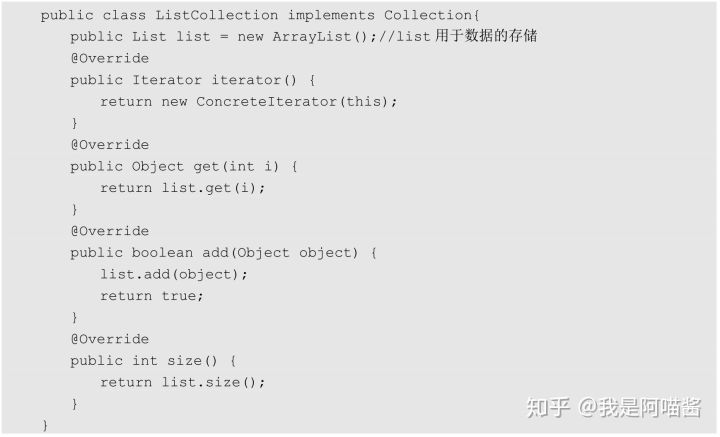 public class ListCollection implements Collection{
    public List list = new ArrayList();//list 用于数据的存储
    @Override
    public Iterator iterator() {
        return new ConcreteIterator(this);
    }
    @Override
    public Object get(int i) {
        return list.get(i);
    }
    @Override
    public boolean add(Object object) {
        list.add(object);
        return true;
    }
    @Override
    public int size() {
        return list.size();
    }
}
知乎 @我是阿喵酱